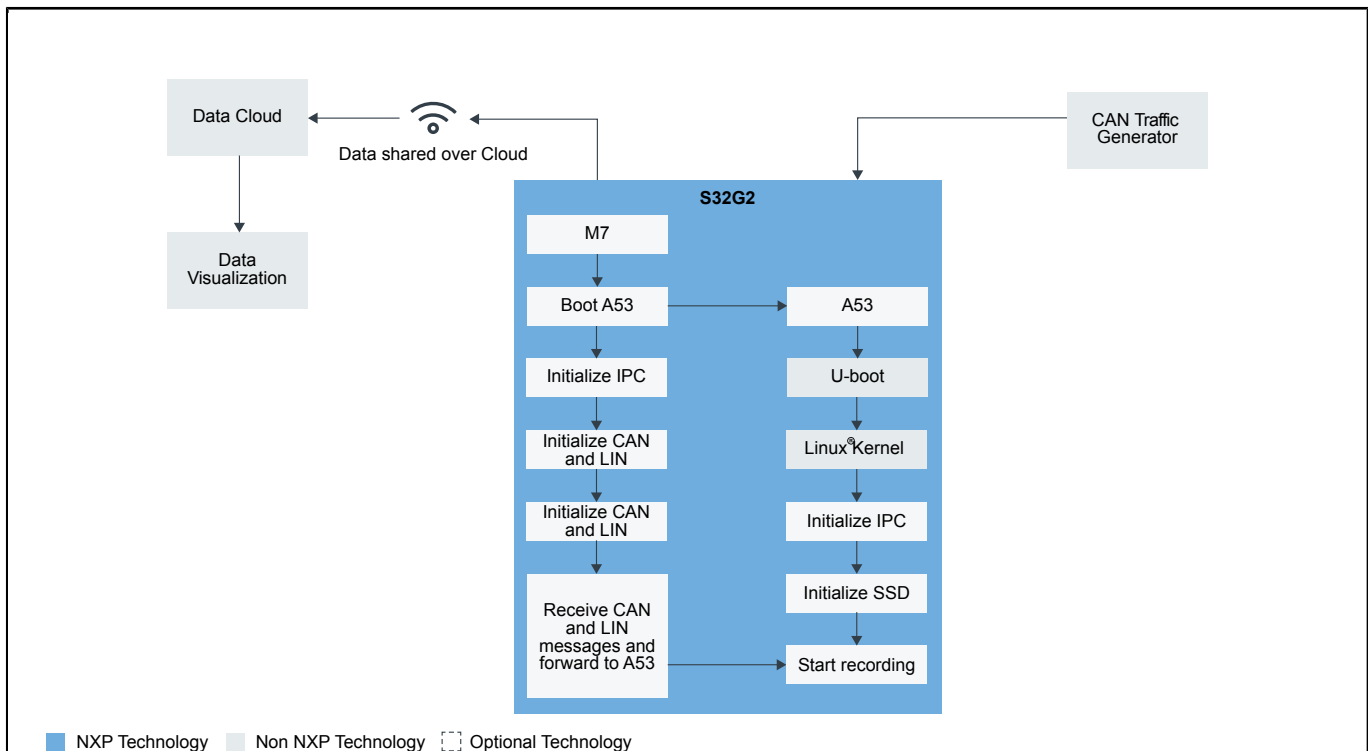 Data Cloud
Data shared over Cloud
CAN Traffic
Generator
Data
Visualization
S32G2
M7
Boot A53
A53
Initialize IPC
U-boot
Initialize CAN
and LIN
Linux® Kernel
Initialize CAN
and LIN
Initialize IPC
Receive CAN
and LIN
messages and
forward to A53
Initialize SSD
Start recording
NXP Technology
Non NXP Technology
Optional Technology